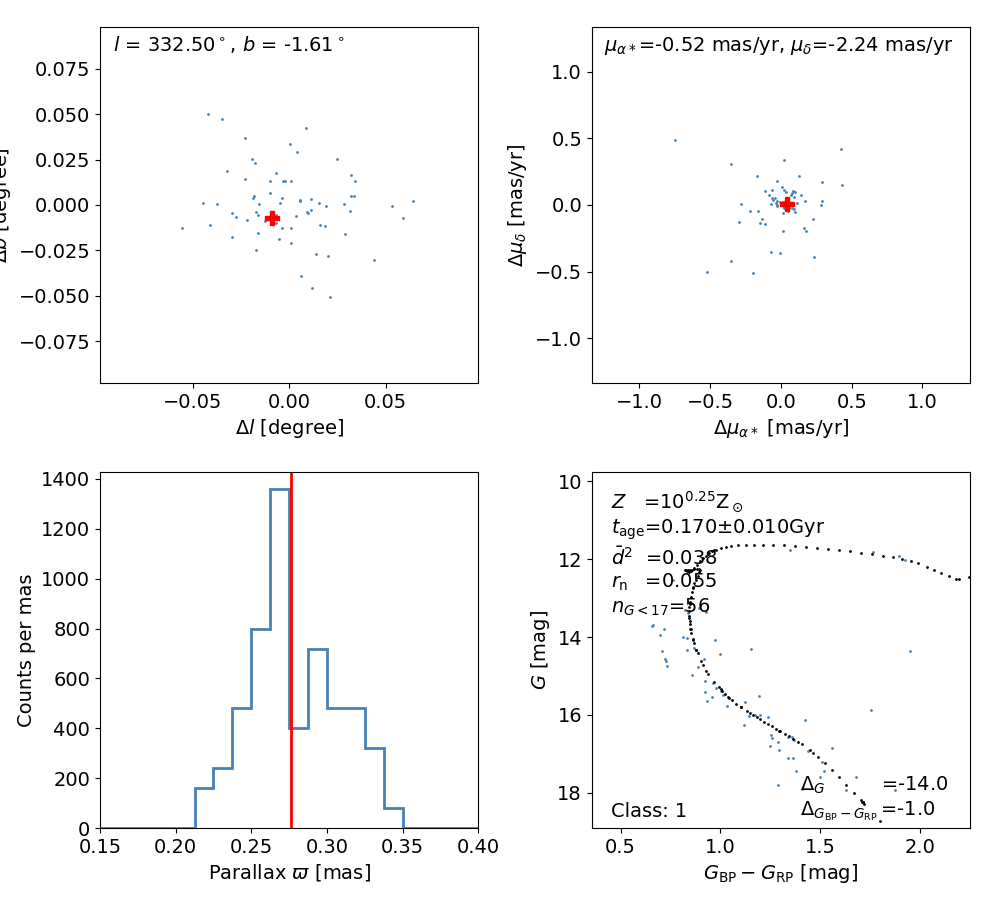 l = 332.50°, b = -1.61°
0.075
0.050
0.025
0.000
−0.025
−0.050
−0.075
Δb [degree]
−0.05 0.00 0.05
Δl [degree]
μα∗=-0.52 mas/yr, μδ=-2.24 mas/yr
1.0
0.5
0.0
−0.5
−1.0
Δμδ [mas/yr]
−1.0 −0.5 0.0 0.5 1.0
Δμα∗ [mas/yr]
1400
1200
1000
800
600
400
200
0
Counts per mas
0.15 0.20 0.25 0.30 0.35 0.40
Parallax ϖ [mas]
10
12
14
16
18
G [mag]
Z =10^0.25 Z⊙
t_age=0.170±0.010Gyr
d̄² =0.038
r_n =0.055
n_G<17=56
Δ_G =-14.0
Δ_G_BP−G_RP=-1.0
Class: 1
0.5 1.0 1.5 2.0
G_BP − G_RP [mag]